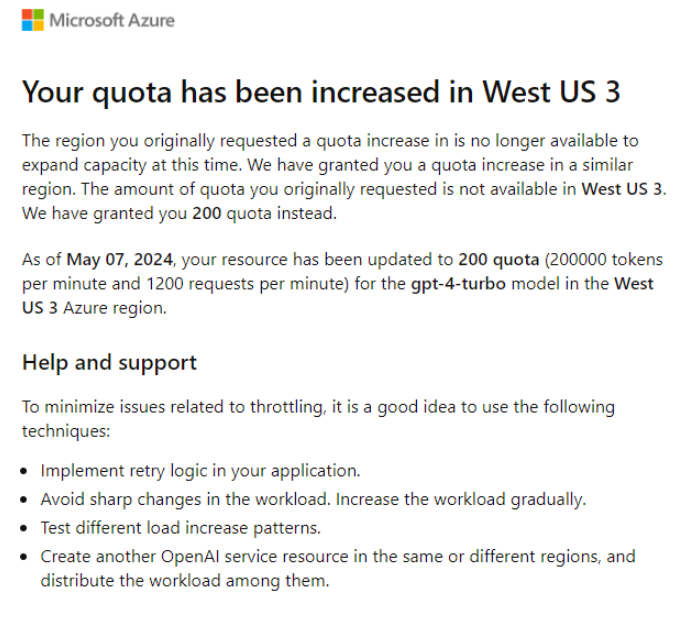 Microsoft Azure
Your quota has been increased in West US 3
The region you originally requested a quota increase in is no longer available to
expand capacity at this time. We have granted you a quota increase in a similar
region. The amount of quota you originally requested is not available in West US 3.
We have granted you 200 quota instead.
As of May 07, 2024, your resource has been updated to 200 quota (200000 tokens
per minute and 1200 requests per minute) for the gpt-4-turbo model in the West
US 3 Azure region.
Help and support
To minimize issues related to throttling, it is a good idea to use the following
techniques:
• Implement retry logic in your application.
• Avoid sharp changes in the workload. Increase the workload gradually.
• Test different load increase patterns.
• Create another OpenAI service resource in the same or different regions, and
distribute the workload among them.